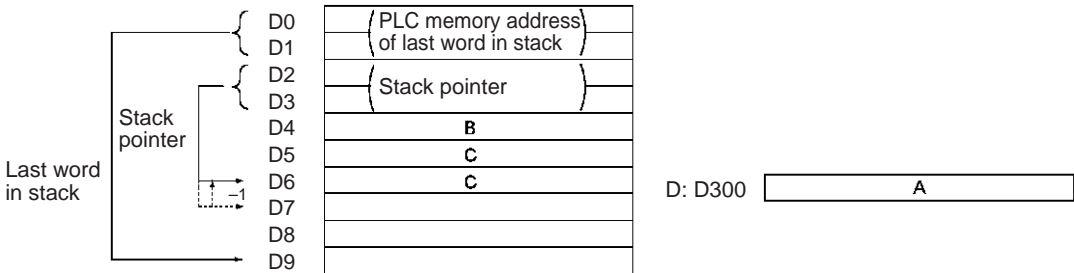 D0
PLC memory address
of last word in stack
D1
D2
Stack pointer
D3
Stack
pointer
D4
B
D5
C
Last word
in stack
D6
C
–1
D7
D8
D9
D: D300
A